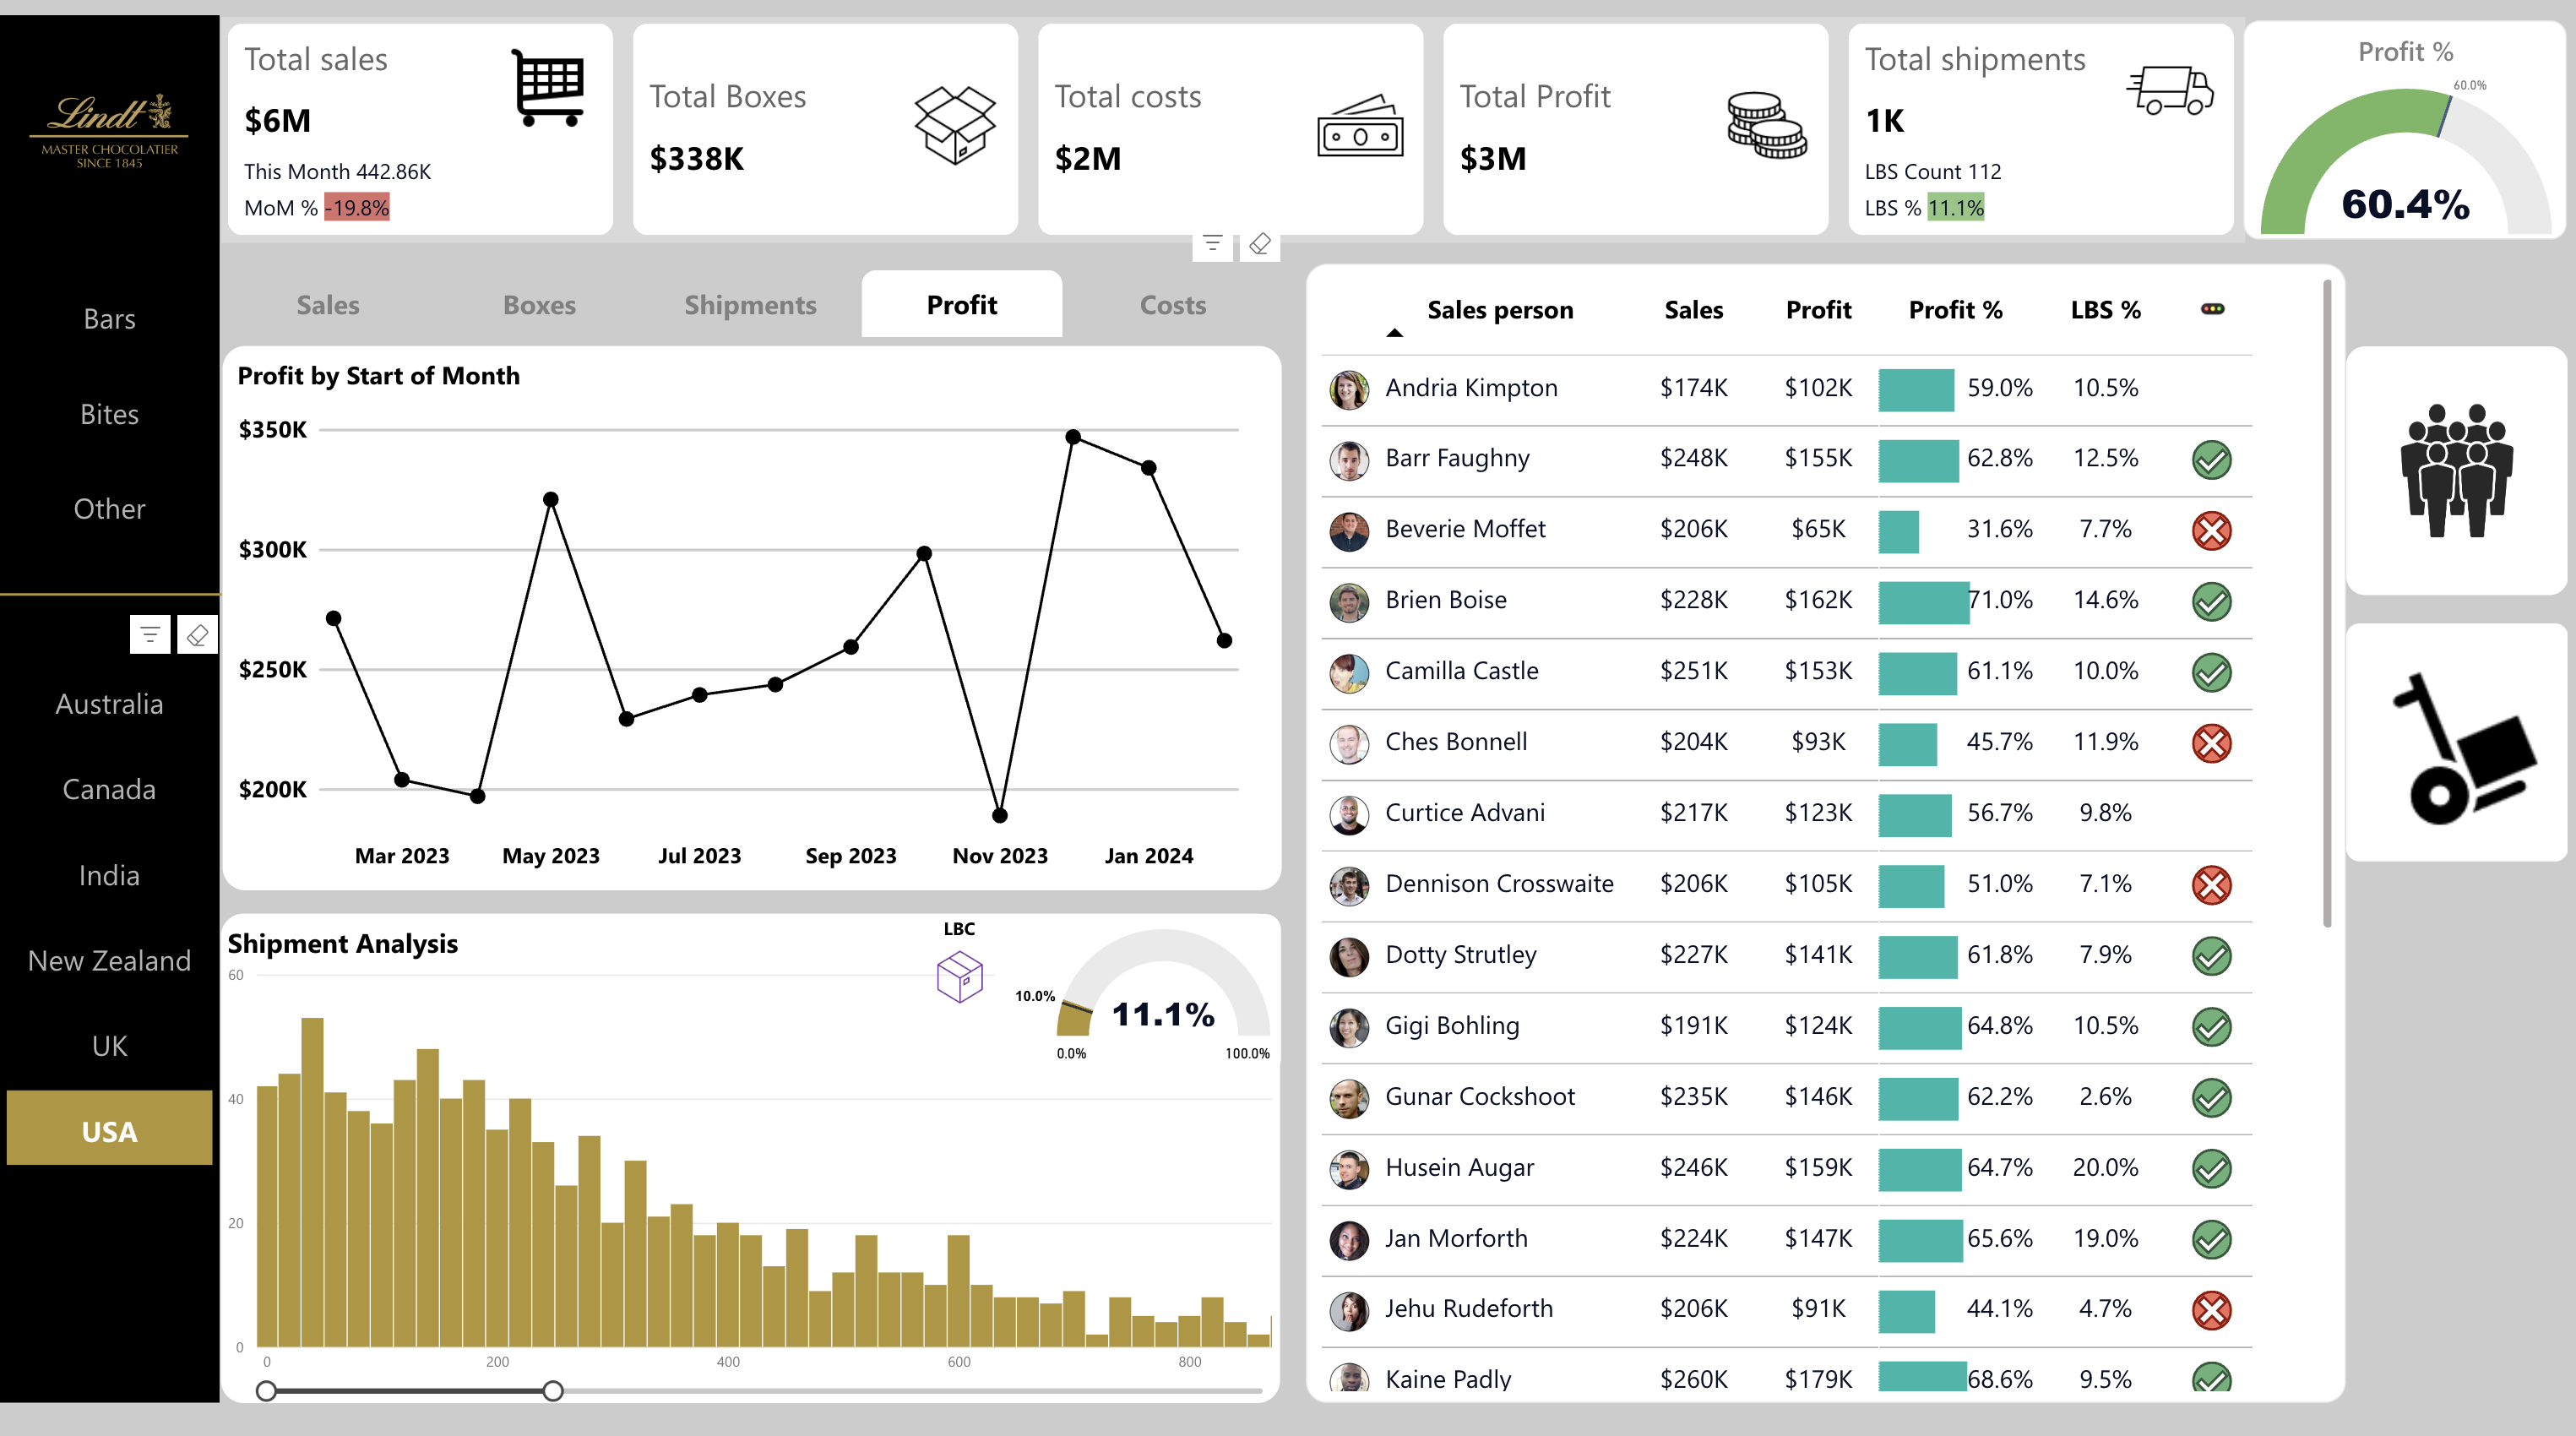 Lindt
MASTER CHOCOLATIER
SINCE 1845
Bars
Bites
Other
Australia
Canada
India
New Zealand
UK
USA
Total sales
$6M
This Month 442.86K
MoM % -19.8%
Total Boxes
$338K
Total costs
$2M
Total Profit
$3M
Total shipments
1K
LBS Count 112
LBS % 11.1%
Profit %
60.0%
60.4%
Sales Boxes Shipments Profit Costs
Profit by Start of Month
$350K
$300K
$250K
$200K
Mar 2023 May 2023 Jul 2023 Sep 2023 Nov 2023 Jan 2024
Shipment Analysis
LBC
10.0%
11.1%
0.0% 100.0%
60
40
20
0
0 200 400 600 800
Sales person Sales Profit Profit % LBS %
Andria Kimpton $174K $102K 59.0% 10.5%
Barr Faughny $248K $155K 62.8% 12.5%
Beverie Moffet $206K $65K 31.6% 7.7%
Brien Boise $228K $162K 71.0% 14.6%
Camilla Castle $251K $153K 61.1% 10.0%
Ches Bonnell $204K $93K 45.7% 11.9%
Curtice Advani $217K $123K 56.7% 9.8%
Dennison Crosswaite $206K $105K 51.0% 7.1%
Dotty Strutley $227K $141K 61.8% 7.9%
Gigi Bohling $191K $124K 64.8% 10.5%
Gunar Cockshoot $235K $146K 62.2% 2.6%
Husein Augar $246K $159K 64.7% 20.0%
Jan Morforth $224K $147K 65.6% 19.0%
Jehu Rudeforth $206K $91K 44.1% 4.7%
Kaine Padly $260K $179K 68.6% 9.5%